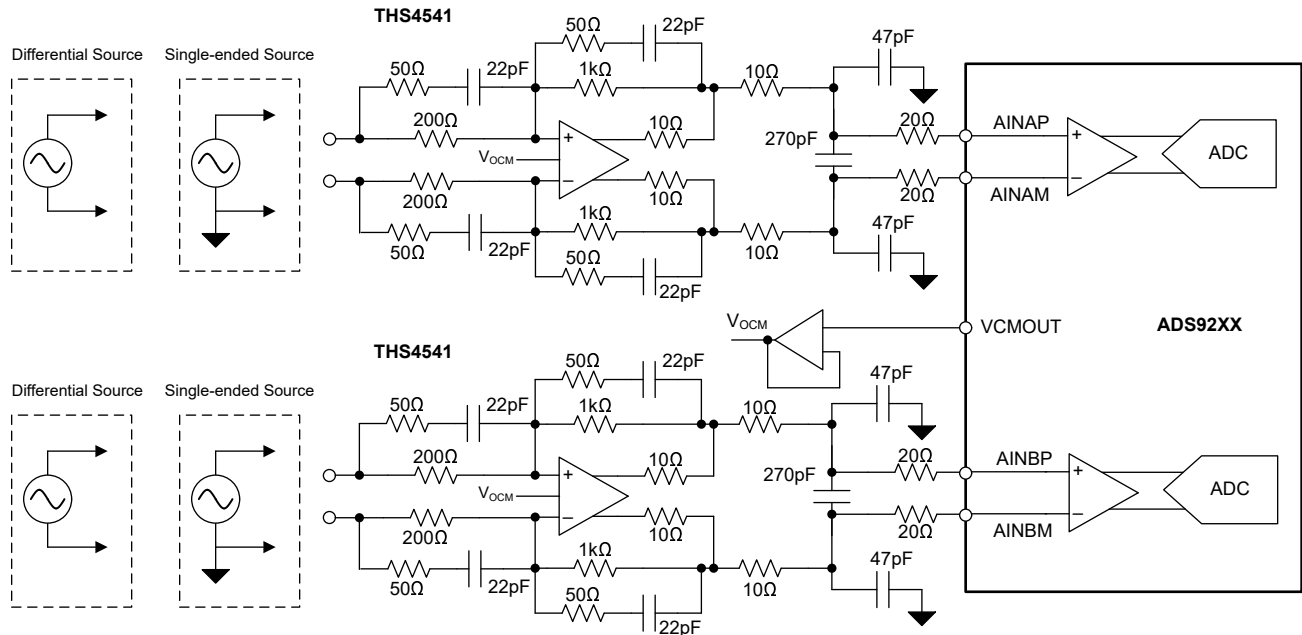 THS4541
Differential Source
Single-ended Source
50Ω
22pF
50Ω
22pF
1kΩ
200Ω
10Ω
VOCM
+
−
10Ω
200Ω
1kΩ
50Ω
22pF
50Ω
22pF
10Ω
47pF
270pF
20Ω
20Ω
10Ω
47pF
AINAP
AINAM
+
−
ADC
VOCM
VCMOUT
ADS92XX
THS4541
Differential Source
Single-ended Source
50Ω
22pF
50Ω
22pF
1kΩ
200Ω
10Ω
VOCM
+
−
10Ω
200Ω
1kΩ
50Ω
22pF
50Ω
22pF
10Ω
47pF
270pF
20Ω
20Ω
10Ω
47pF
AINBP
AINBM
+
−
ADC